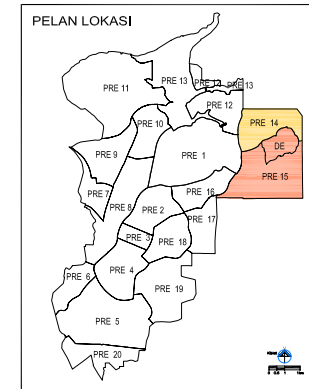 PELAN LOKASI
PRE 13
PRE 12
PRE 13
PRE 11
PRE 12
PRE 10
PRE 14
DE
PRE 9
PRE 1
PRE 15
PRE 7
PRE 16
PRE 8
PRE 2
PRE 17
PRE 3
PRE 18
PRE 4
PRE 6
PRE 19
PRE 5
PRE 20